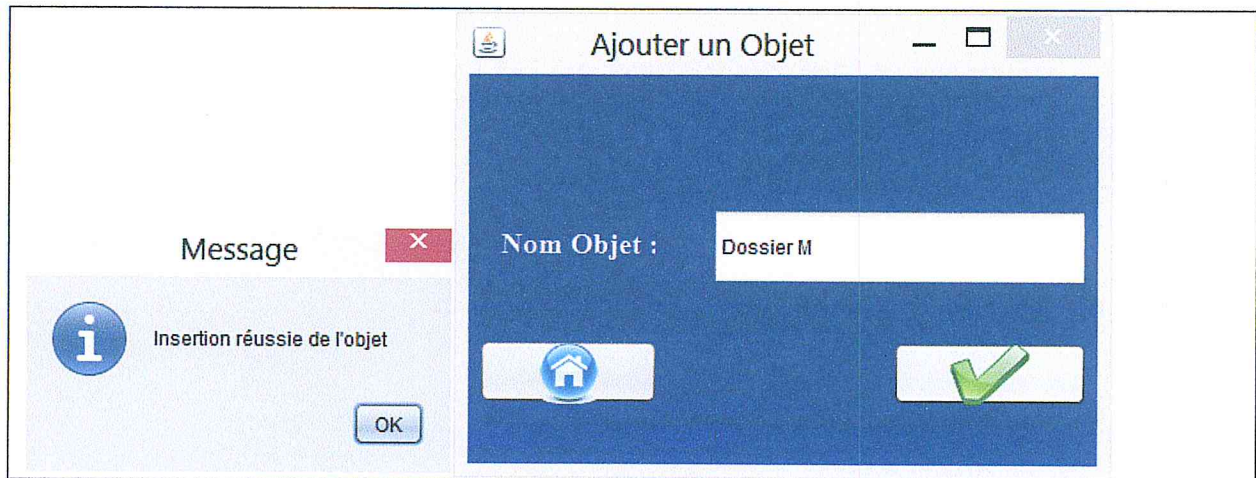 Ajouter un Objet
Message
Nom Objet :
Dossier M
Insertion réussie de l'objet
OK